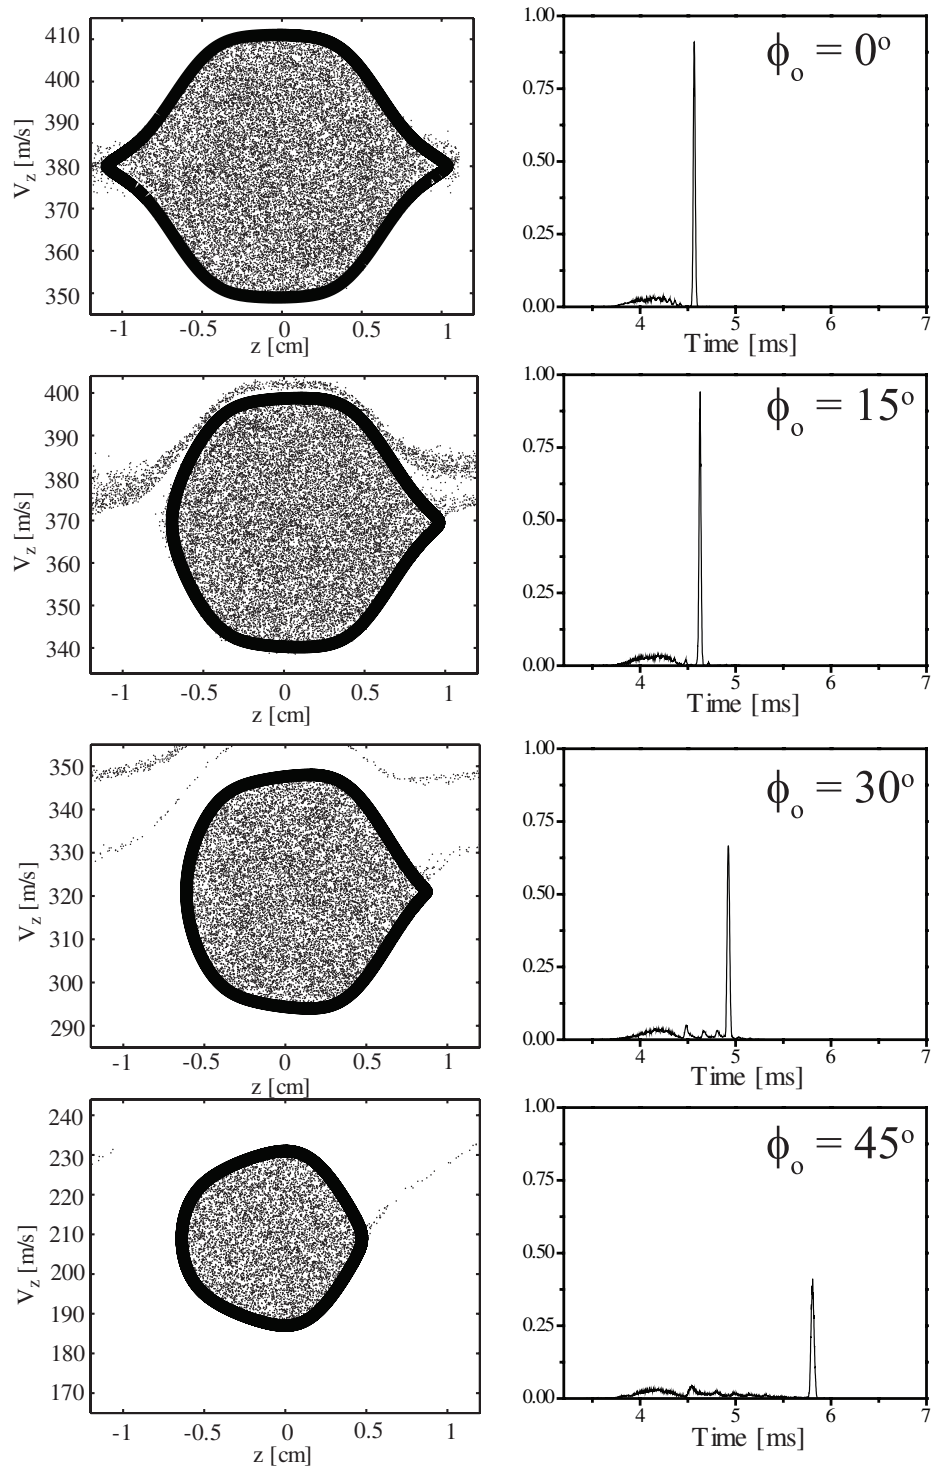 410
400
390
380
370
360
350
V_z [m/s]
-1 -0.5 0 0.5 1
z [cm]
1.00
0.75
0.50
0.25
0.00
ϕ_o = 0°
4 5 6 7
Time [ms]
400
390
380
370
360
350
340
V_z [m/s]
-1 -0.5 0 0.5 1
z [cm]
1.00
0.75
0.50
0.25
0.00
ϕ_o = 15°
4 5 6 7
Time [ms]
350
340
330
320
310
300
290
V_z [m/s]
-1 -0.5 0 0.5 1
z [cm]
1.00
0.75
0.50
0.25
0.00
ϕ_o = 30°
4 5 6 7
Time [ms]
240
230
220
210
200
190
180
170
V_z [m/s]
-1 -0.5 0 0.5 1
z [cm]
1.00
0.75
0.50
0.25
0.00
ϕ_o = 45°
4 5 6 7
Time [ms]